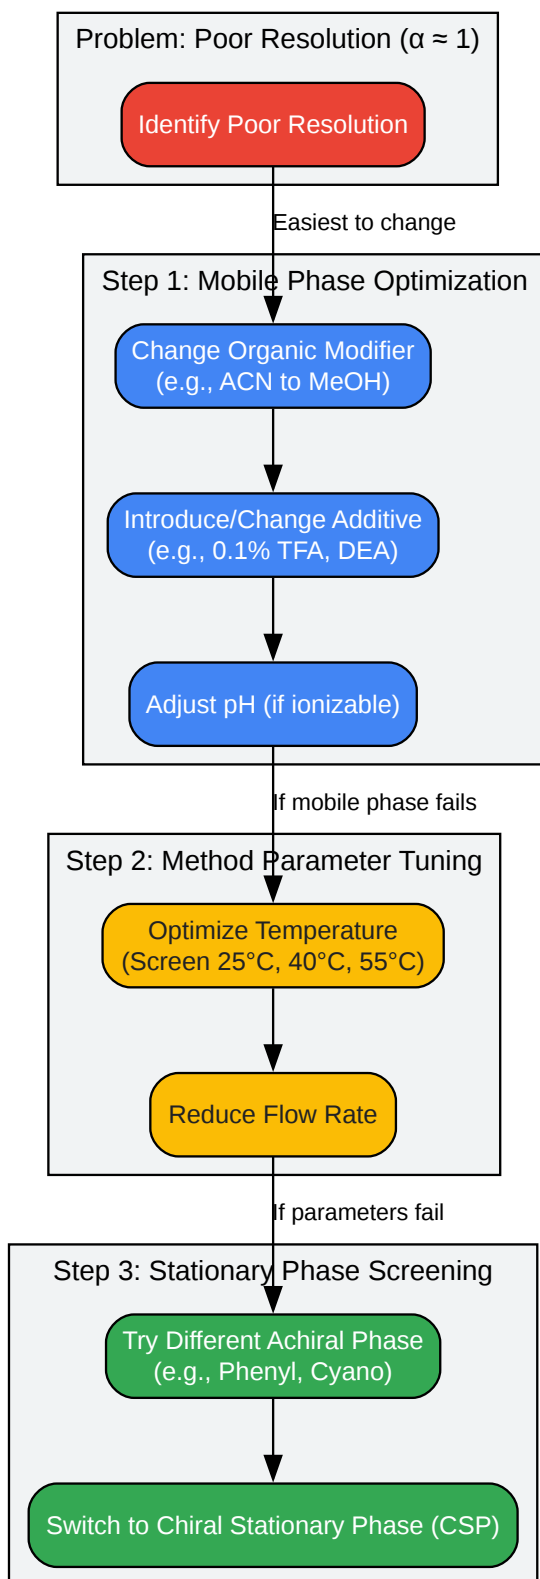 Problem: Poor Resolution (α ≈ 1)
Identify Poor Resolution
Easiest to change
Step 1: Mobile Phase Optimization
Change Organic Modifier
(e.g., ACN to MeOH)
Introduce/Change Additive
(e.g., 0.1% TFA, DEA)
Adjust pH (if ionizable)
If mobile phase fails
Step 2: Method Parameter Tuning
Optimize Temperature
(Screen 25°C, 40°C, 55°C)
Reduce Flow Rate
If parameters fail
Step 3: Stationary Phase Screening
Try Different Achiral Phase
(e.g., Phenyl, Cyano)
Switch to Chiral Stationary Phase (CSP)